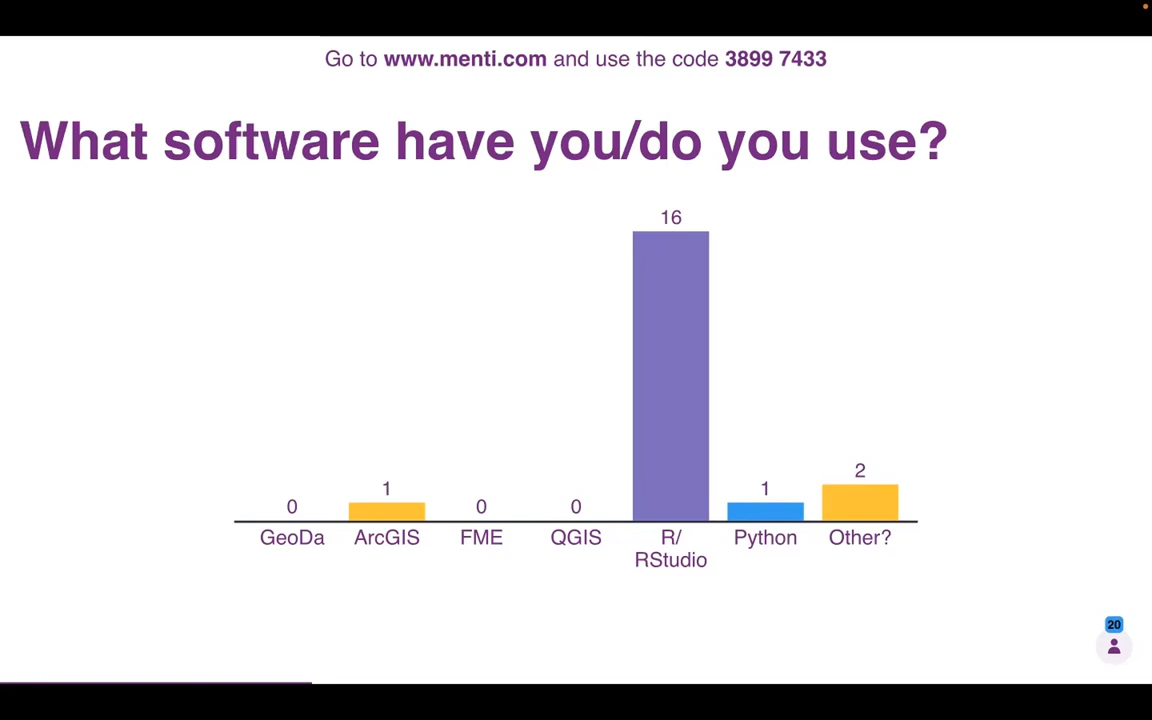 Go to www.menti.com and use the code 3899 7433
What software have you/do you use?
16
2
1
1
0
0
0
GeoDa
ArcGIS
FME
QGIS
R/
RStudio
Python
Other?
20